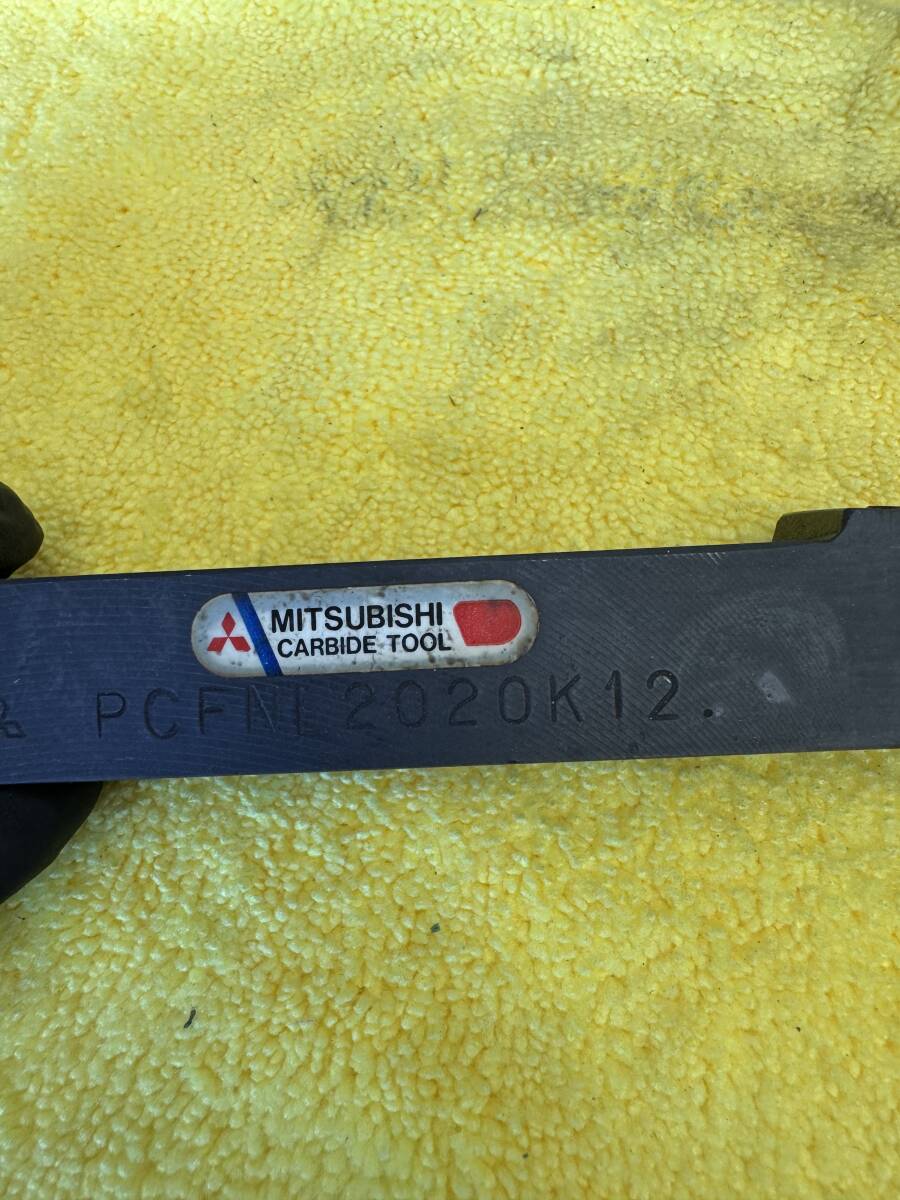 MITSUBISHI
CARBIDE TOOL
PCFNL2020K12.